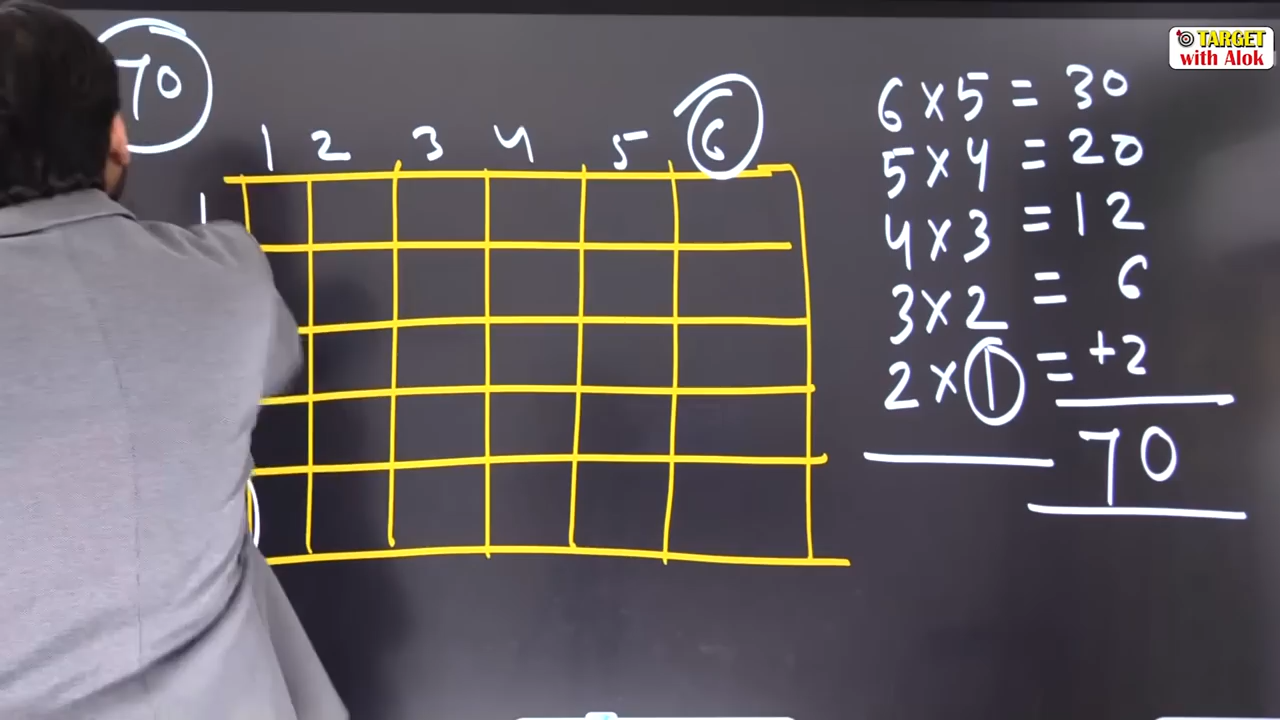 70
TARGET
with Alok
1 2 3 4 5 6
1
6 × 5 = 30
5 × 4 = 20
4 × 3 = 12
3 × 2 = 6
2 × 1 = +2
70